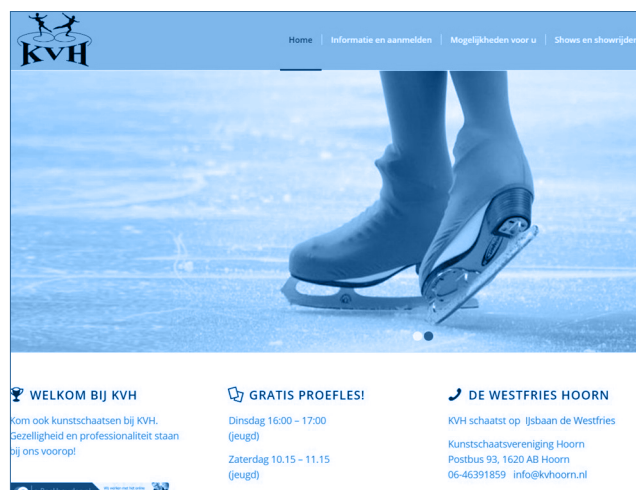 KVH
Home Informatie en aanmelden Mogelijkheden voor u Shows en showrijden
WELKOM BIJ KVH
Kom ook kunstschaatsen bij KVH.
Gezelligheid en professionaliteit staan
bij ons voorop!
GRATIS PROEFLES!
Dinsdag 16:00 – 17:00
(jeugd)
Zaterdag 10.15 – 11.15
(jeugd)
DE WESTFRIES HOORN
KVH schaatst op IJsbaan de Westfries
Kunstschaatsvereniging Hoorn
Postbus 93, 1620 AB Hoorn
06-46391859 info@kvhoorn.nl